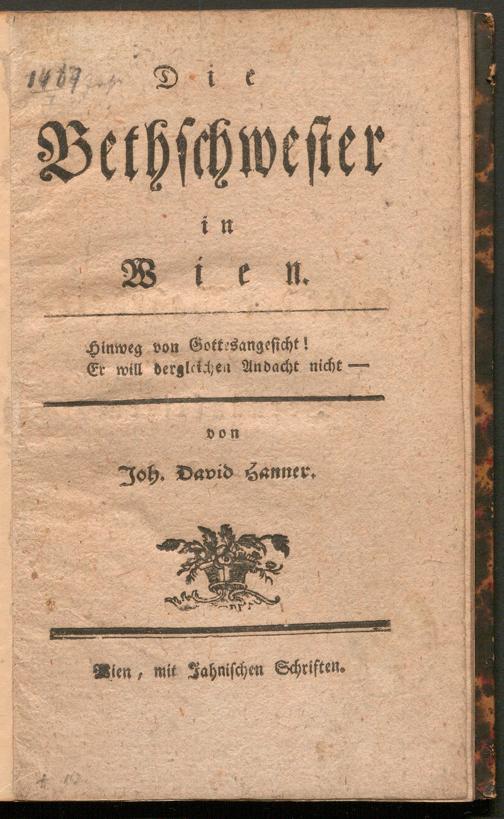 1487
Die
Bethschwester
in
Wien.
Hinweg von Gottesangesicht!
Er will dergleichen Andacht nicht —
von
Joh. David Hanner.
Wien, mit Jahnischen Schriften.